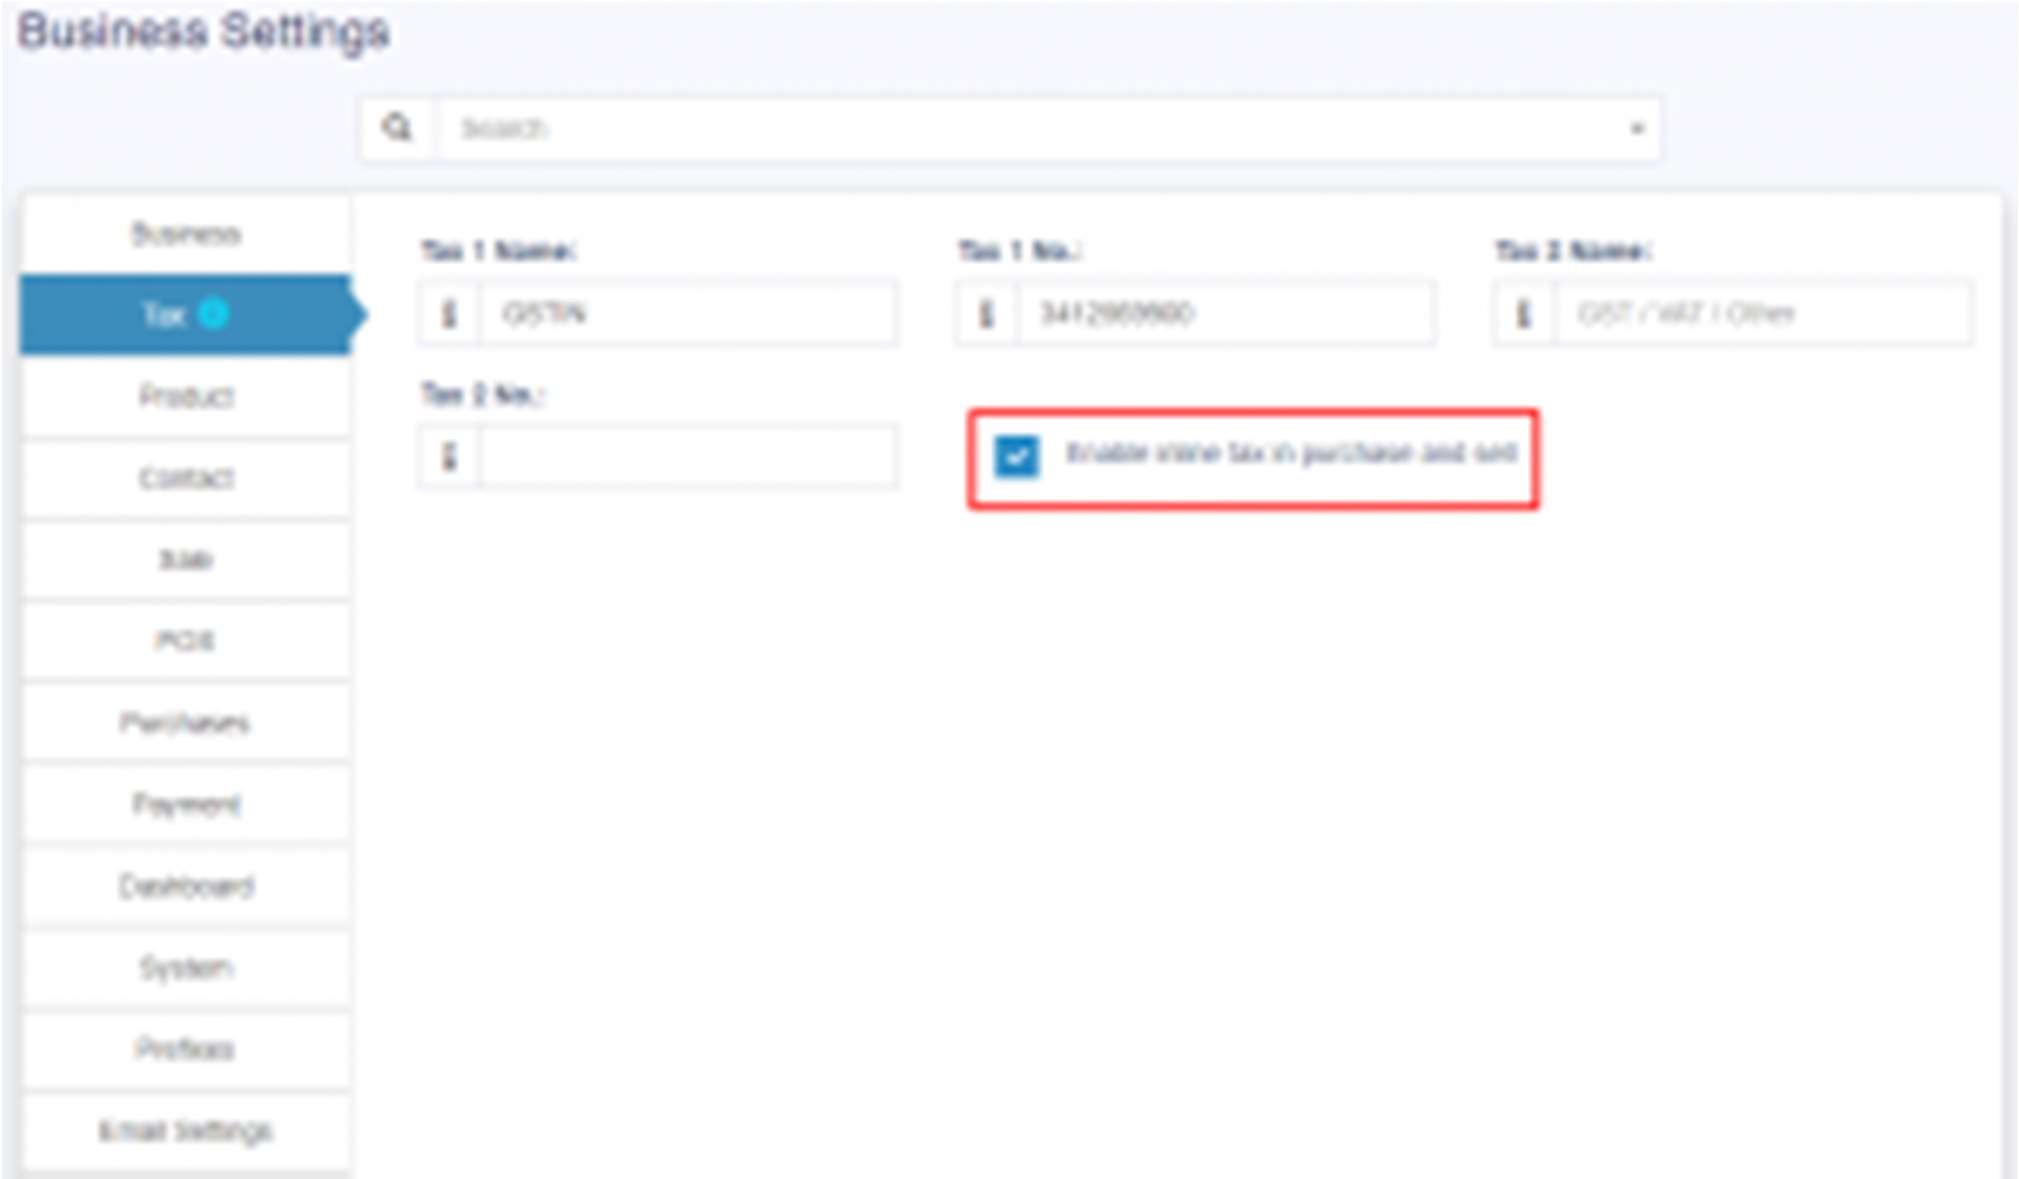 Business Settings
Search
Business
Tax
Product
Contact
Sale
POS
Purchases
Payment
Dashboard
System
Prefixes
Email Settings
Tax 1 Name:
GSTIN
Tax 1 No.:
Tax 2 Name:
GST / VAT / Other
Tax 2 No.:
Enable inline tax in purchase and sell